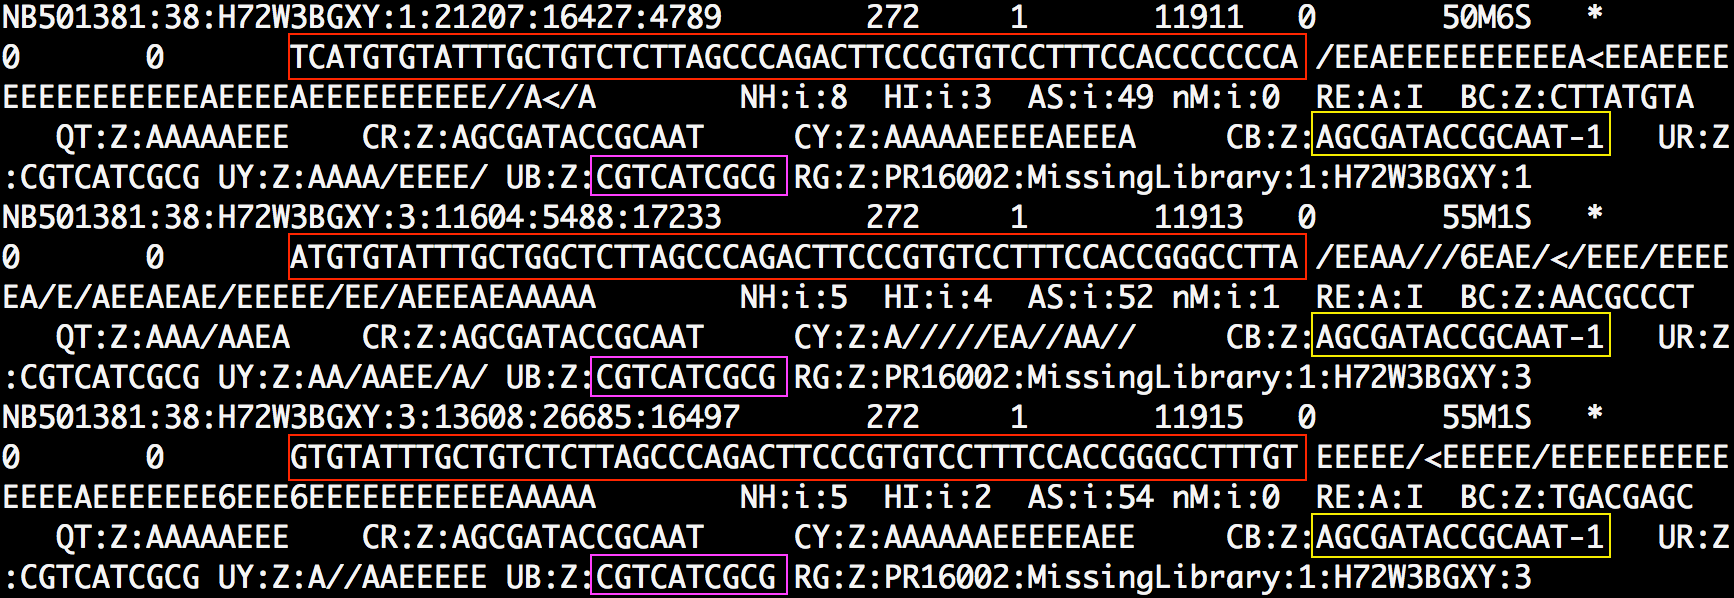 NB501381:38:H72W3BGXY:1:21207:16427:4789 272 1 11911 0 50M6S *
0 0 TCATGTGTATTTGCTGTCTCTTAGCCCAGACTTCCCGTGTCCTTTCCACCCCCCCA /EEAEEEEEEEEEEA<EEAEEEE
EEEEEEEEEEEAEEEEAEEEEEEEEEE//A</A NH:i:8 HI:i:3 AS:i:49 nM:i:0 RE:A:I BC:Z:CTTATGTA
QT:Z:AAAAAEEE CR:Z:AGCGATACCGCAAT CY:Z:AAAAAEEEEAEEEA CB:Z:AGCGATACCGCAAT-1 UR:Z
:CGTCATCGCG UY:Z:AAAA/EEEE/ UB:Z:CGTCATCGCG RG:Z:PR16002:MissingLibrary:1:H72W3BGXY:1
NB501381:38:H72W3BGXY:3:11604:5488:17233 272 1 11913 0 55M1S *
0 0 ATGTGTATTTGCTGGCTCTTAGCCCAGACTTCCCGTGTCCTTTCCACCGGGCCTTA /EEAA///6EAE/</EEE/EEEE
EA/E/AEEAEAE/EEEEE/EE/AEEEAEAAAAA NH:i:5 HI:i:4 AS:i:52 nM:i:1 RE:A:I BC:Z:AACGCCCT
QT:Z:AAA/AAEA CR:Z:AGCGATACCGCAAT CY:Z:A/////EA//AA// CB:Z:AGCGATACCGCAAT-1 UR:Z
:CGTCATCGCG UY:Z:AA/AAEE/A/ UB:Z:CGTCATCGCG RG:Z:PR16002:MissingLibrary:1:H72W3BGXY:3
NB501381:38:H72W3BGXY:3:13608:26685:16497 272 1 11915 0 55M1S *
0 0 GTGTATTTGCTGTCTCTTAGCCCAGACTTCCCGTGTCCTTTCCACCGGGCCTTTGT EEEEE/<EEEEE/EEEEEEEEEE
EEEEAEEEEEEE6EEE6EEEEEEEEEEEAAAAA NH:i:5 HI:i:2 AS:i:54 nM:i:0 RE:A:I BC:Z:TGACGAGC
QT:Z:AAAAAEEE CR:Z:AGCGATACCGCAAT CY:Z:AAAAAAEEEEEAEE CB:Z:AGCGATACCGCAAT-1 UR:Z
:CGTCATCGCG UY:Z:A//AAEEEEE UB:Z:CGTCATCGCG RG:Z:PR16002:MissingLibrary:1:H72W3BGXY:3